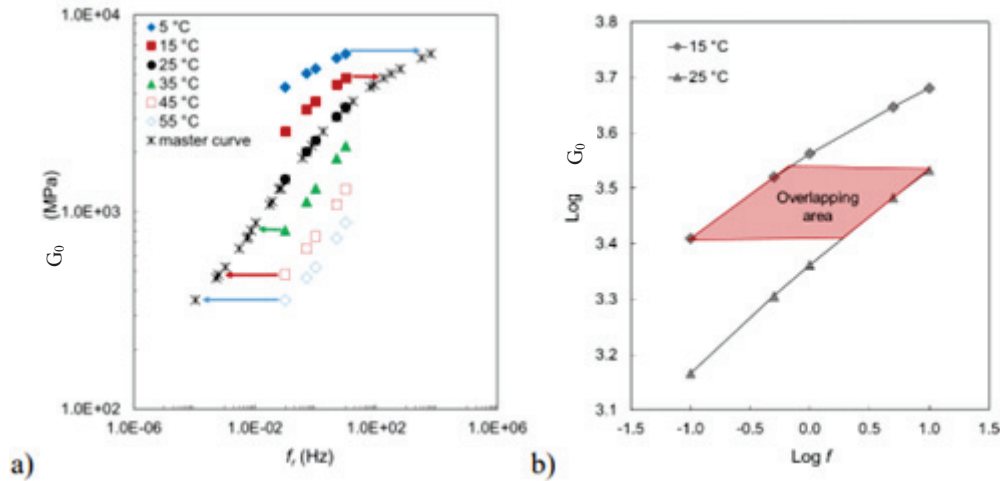 1.0E+04
5 °C
15 °C
25 °C
35 °C
45 °C
55 °C
master curve
1.0E+03
1.0E+02
G₀ (MPa)
1.0E-06 1.0E-02 1.0E+02 1.0E+06
fᵣ (Hz)
a)
3.8
3.7
3.6
3.5
3.4
3.3
3.2
3.1
15 °C
25 °C
Overlapping
area
Log G₀
-1.5 -1.0 -0.5 0.0 0.5 1.0 1.5
Log f
b)